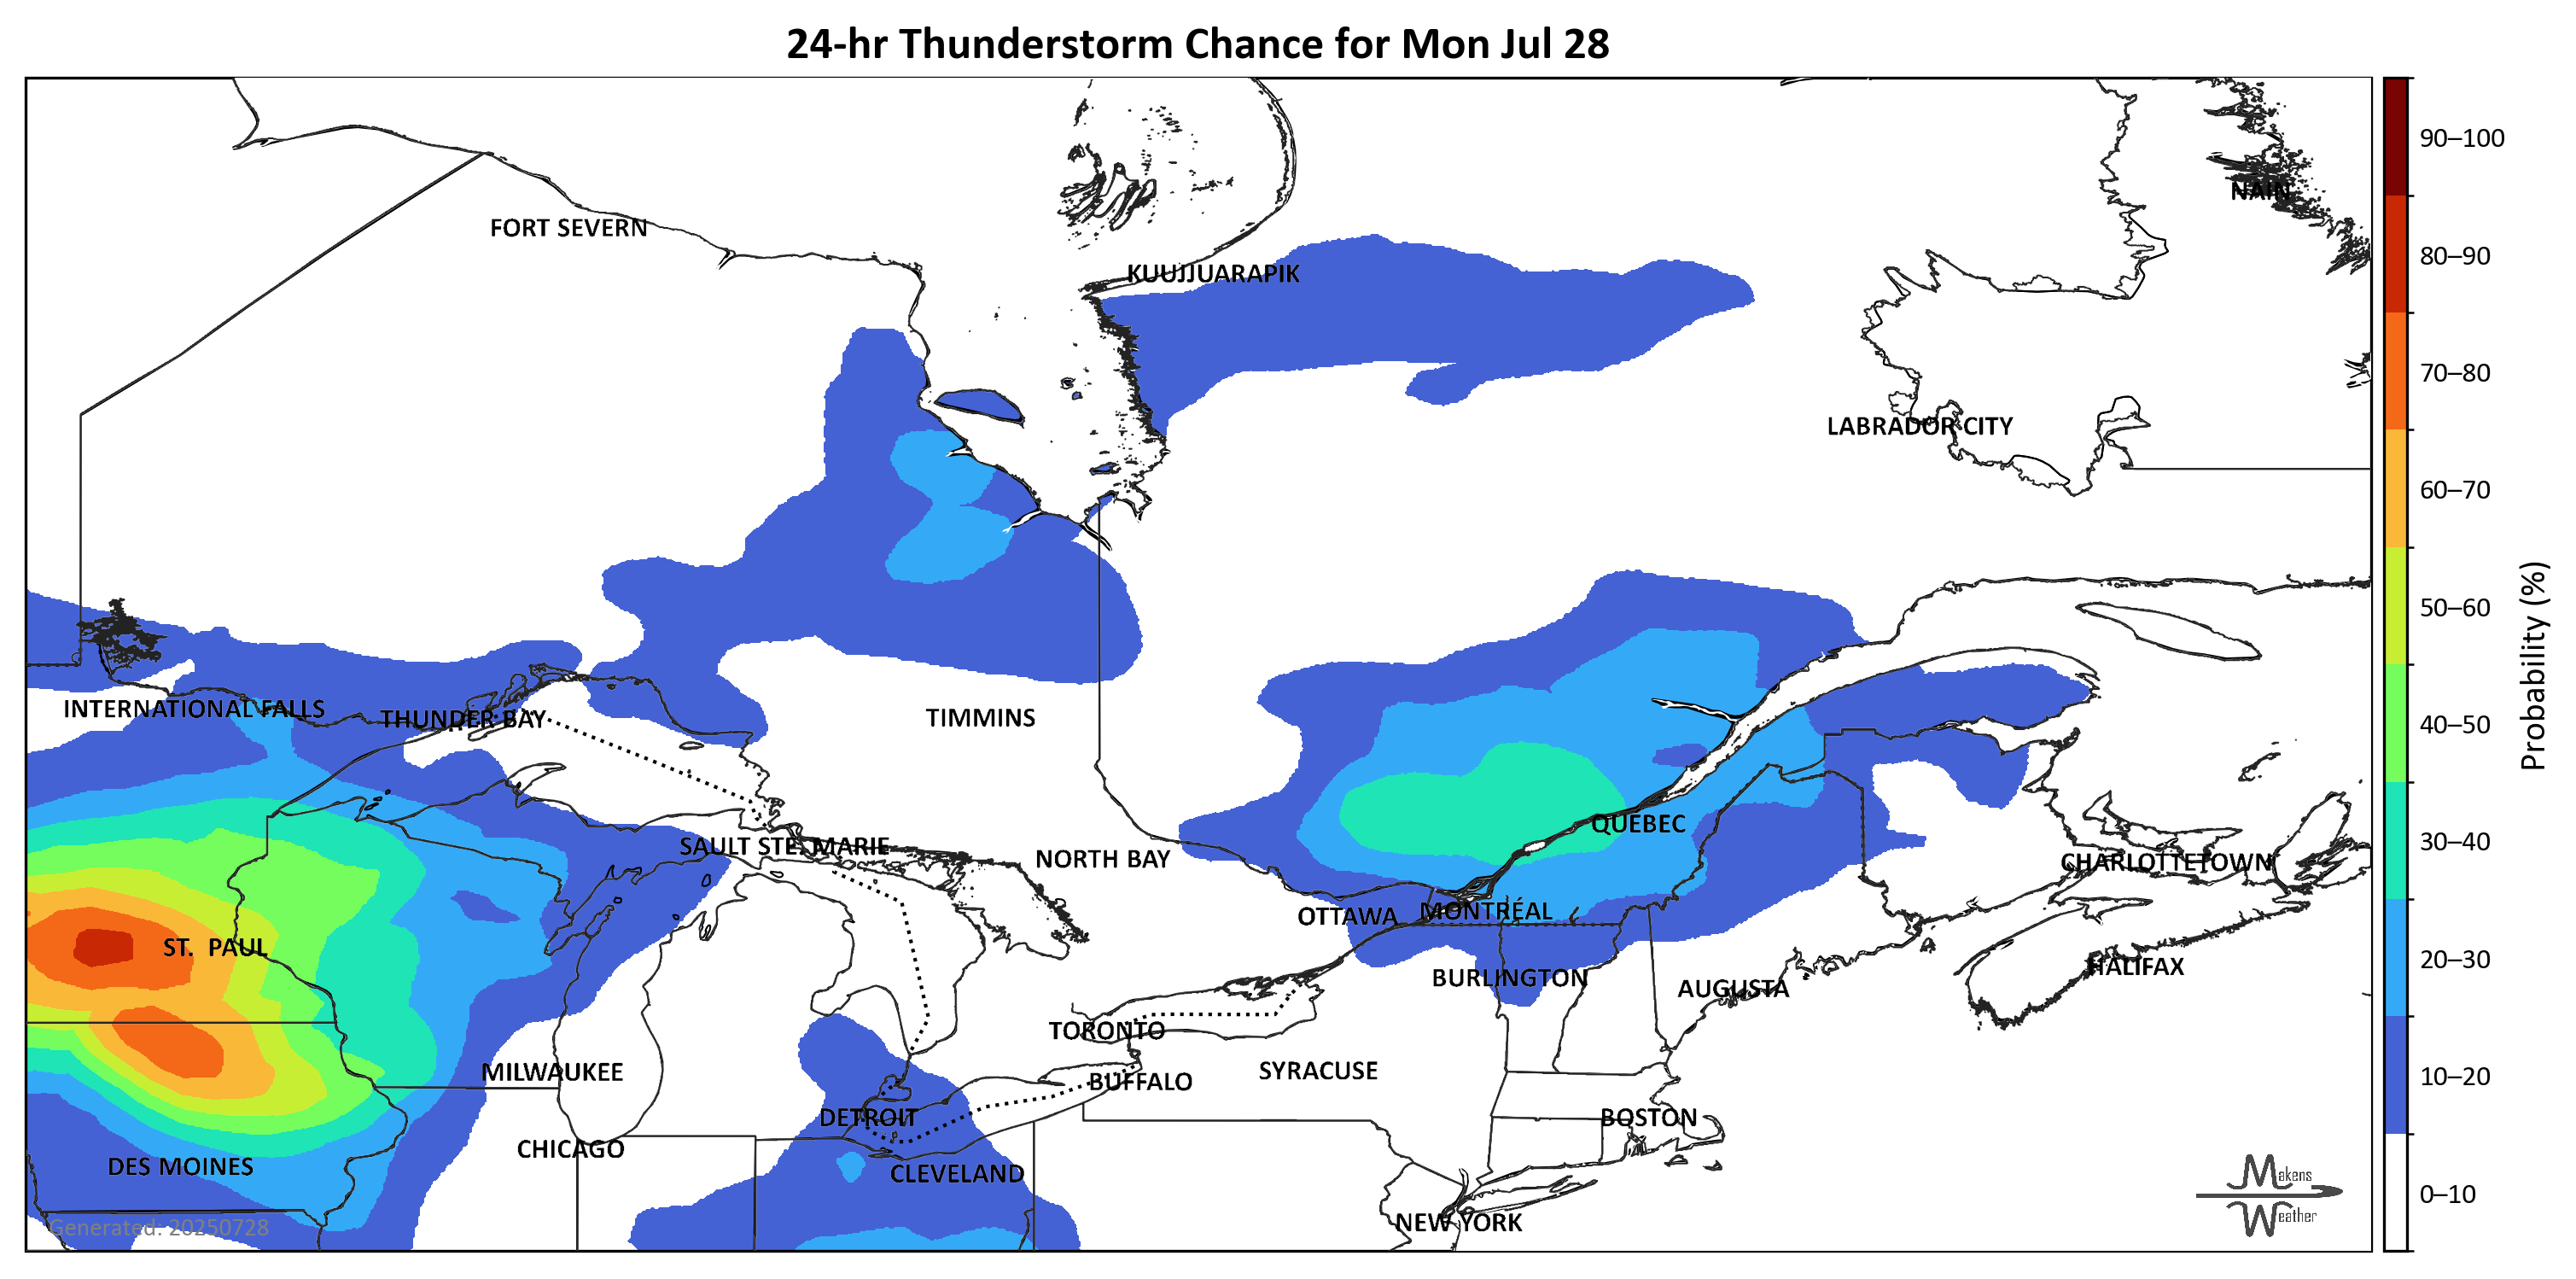 24-hr Thunderstorm Chance for Mon Jul 28
90–100
NAIN
FORT SEVERN
80–90
KUUJJUARAPIK
70–80
LABRADOR CITY
60–70
50–60
Probability (%)
INTERNATIONAL FALLS
THUNDER BAY
TIMMINS
40–50
QUEBEC
SAULT STE. MARIE
30–40
NORTH BAY
CHARLOTTETOWN
OTTAWA
MONTRÉAL
ST. PAUL
20–30
HALIFAX
BURLINGTON
AUGUSTA
TORONTO
MILWAUKEE
SYRACUSE
10–20
BUFFALO
DETROIT
BOSTON
CHICAGO
DES MOINES
CLEVELAND
Makens
Weather
0–10
NEW YORK
Generated: 20250728